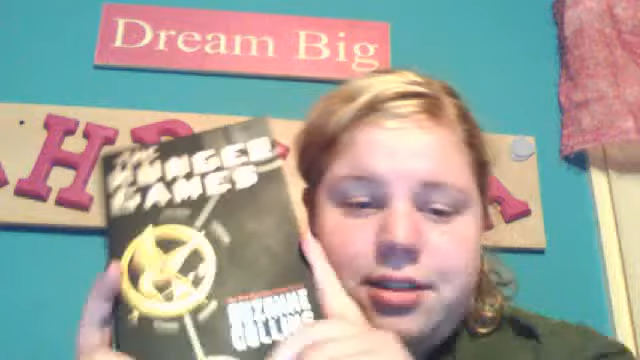 Dream Big
H
THE
HUNGER
GAMES
SUZANNE
COLLINS
A